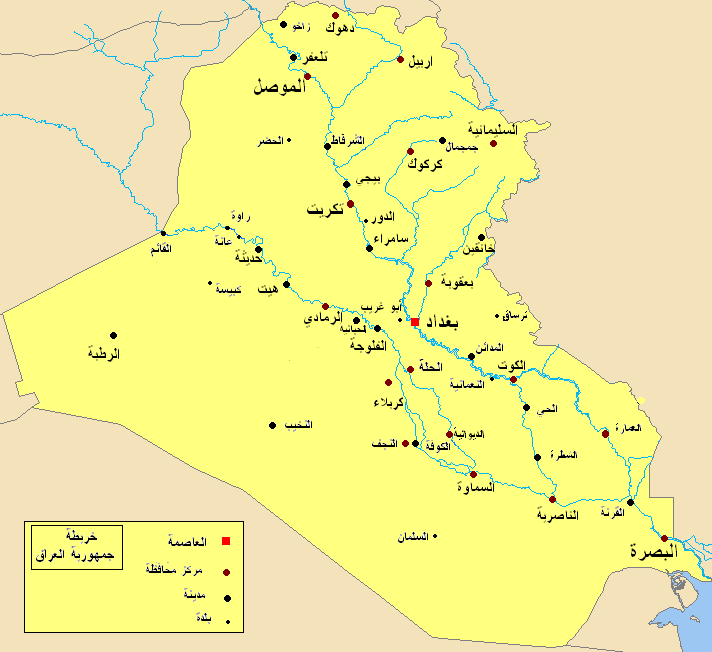 دهوك
زاخو
تلعفر
اربيل
الموصل
السليمانية
الحضر
الشرقاط
جمجمال
كركوك
بيجي
تكريت
الدور
راوة
عانة
سامراء
القائم
حديثة
خانقين
بعقوبة
كبيسة
هيت
ابو غريب
الرمادي
ترساق
بغداد
الفلوجة
الرطبة
المدائن
الكوت
الحلة
النعمانية
كربلاء
الحي
النخيب
الديوانية
العمارة
النجف
الكوفة
الشطرة
السماوة
القرنة
الناصرية
السلمان
البصرة
خريطة
جمهورية العراق
العاصمة
مركز محافظة
مدينة
بلدة